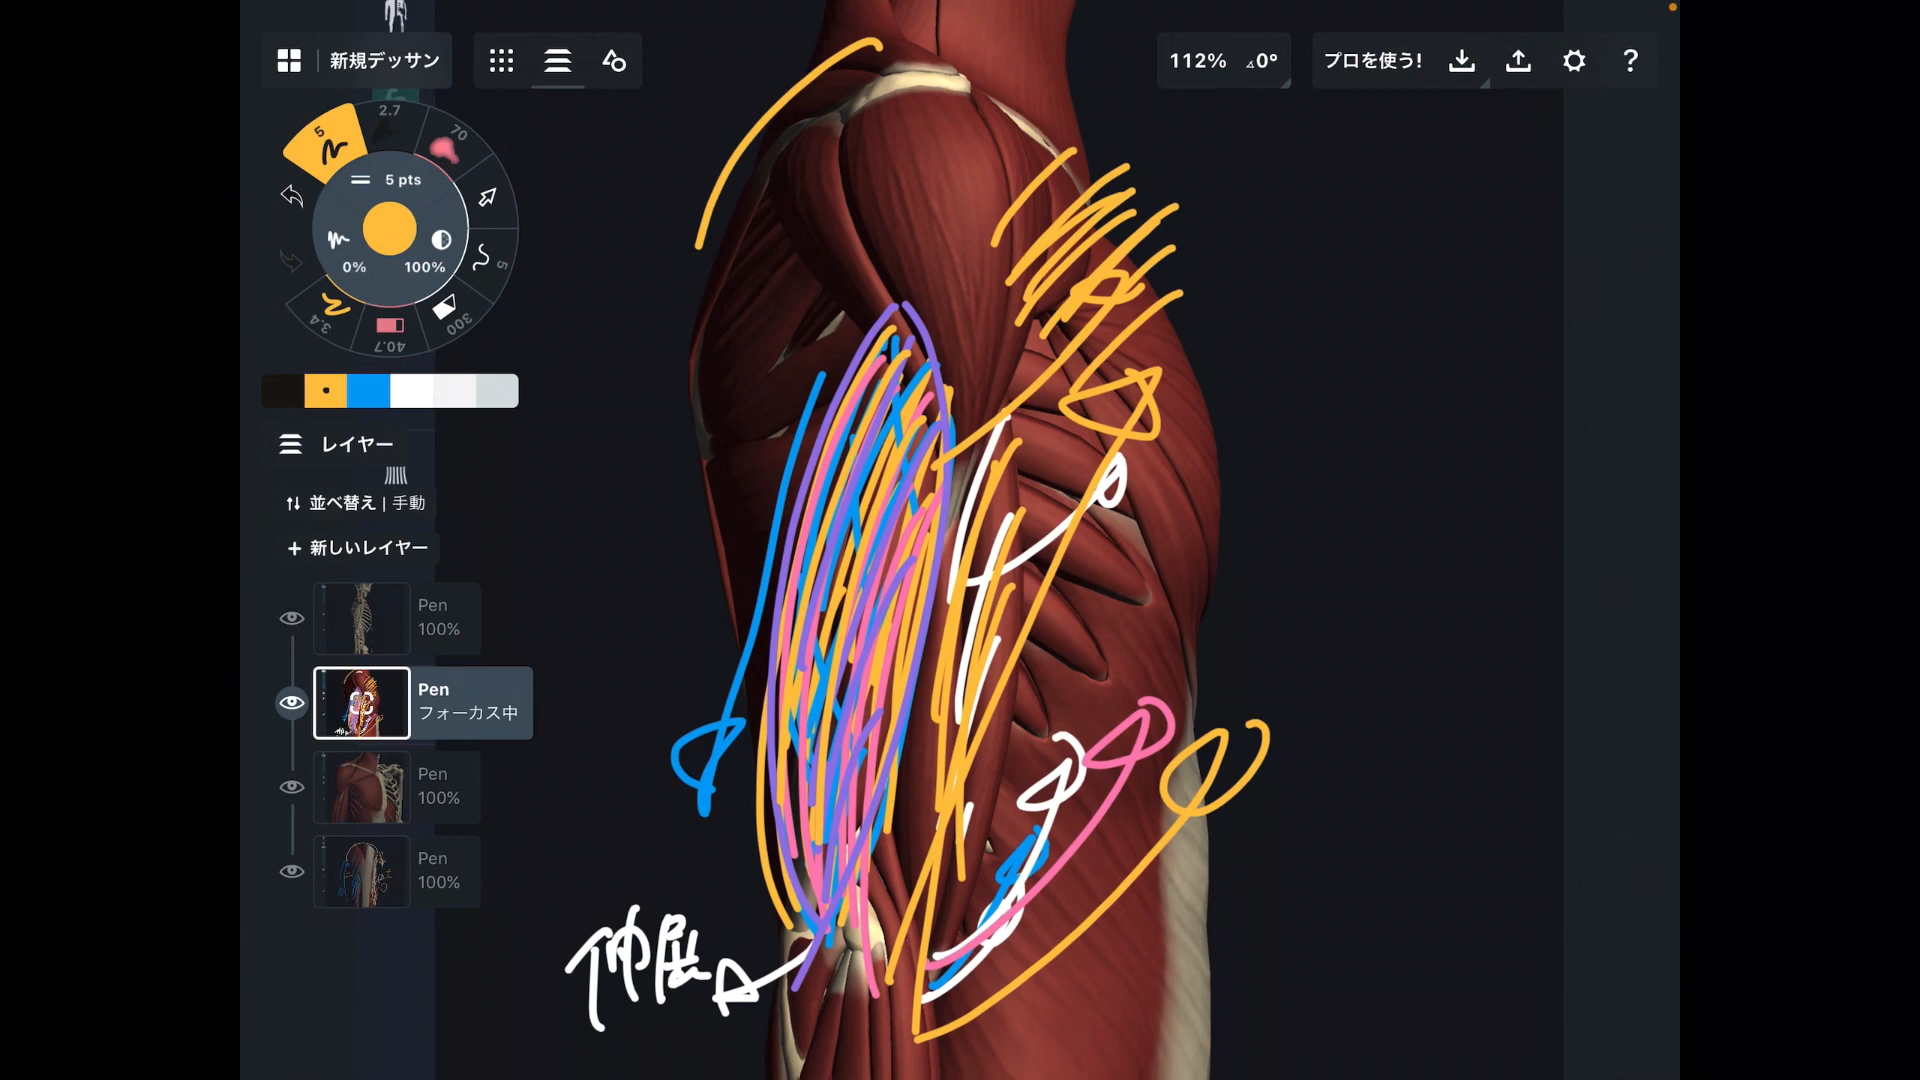 新規デッサン
112% ⊿0°
プロを使う!
?
2.7
5
70
5 pts
0%
100%
5
3.4
40.7
300
レイヤー
並べ替え | 手動
+ 新しいレイヤー
Pen
100%
Pen
フォーカス中
Pen
100%
Pen
100%
伸展